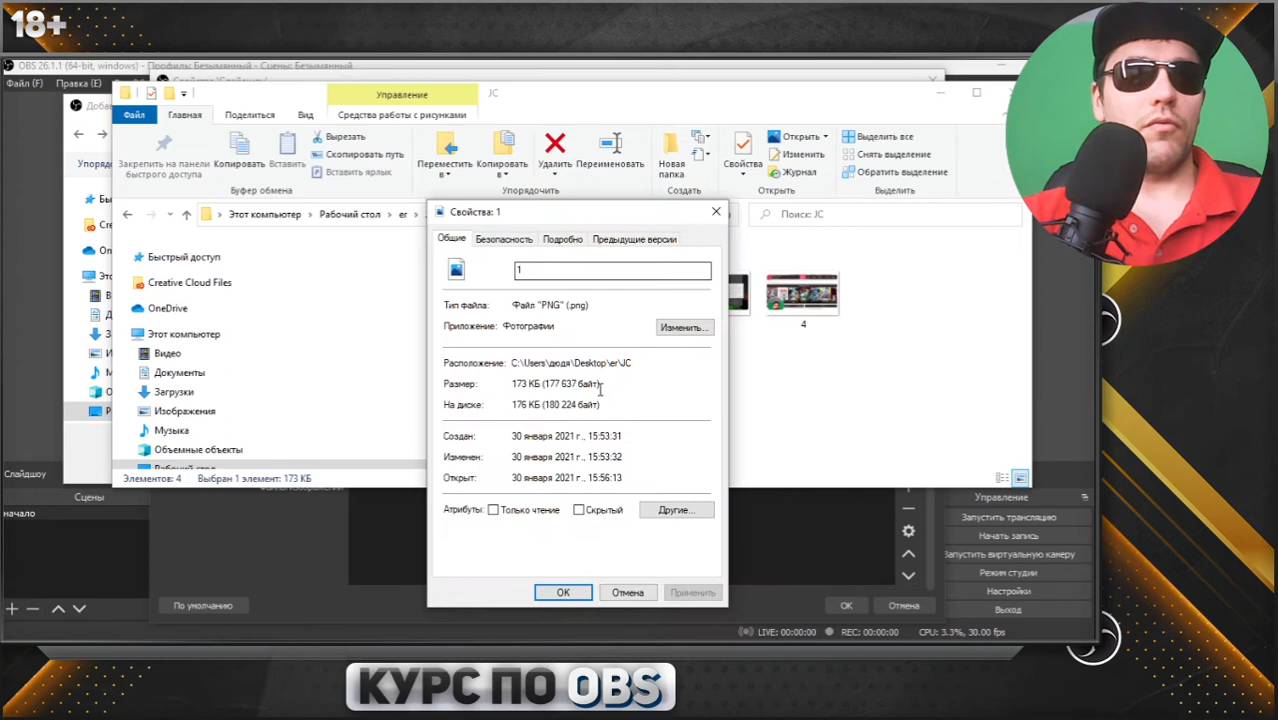 18+
OBS 26.1.1 (64-bit, windows) - Профиль: Безымянный - Сцены: Безымянный
Файл (F) Правка (E)
Управление JC
Файл Главная Поделиться Вид Средства работы с рисунками
Закрепить на панели быстрого доступа
Копировать
Вставить
Вырезать
Скопировать путь
Вставить ярлык
Буфер обмена
Переместить в
Копировать в
Удалить
Переименовать
Упорядочить
Новая папка
Создать
Свойства
Открыть
Изменить
Журнал
Открыть
Выделить все
Снять выделение
Обратить выделение
Выделить
Этот компьютер
Рабочий стол
er
Поиск: JC
Быстрый доступ
Creative Cloud Files
OneDrive
Этот компьютер
Видео
Документы
Загрузки
Изображения
Музыка
Объемные объекты
Рабочий стол
Элементов: 4 Выбран 1 элемент: 173 КБ
4
Свойства: 1
Общие Безопасность Подробно Предыдущие версии
1
Тип файла: Файл "PNG" (.png)
Приложение: Фотографии Изменить...
Расположение: C:\Users\дюдя\Desktop\er\JC
Размер: 173 КБ (177 637 байт)
На диске: 176 КБ (180 224 байт)
Создан: 30 января 2021 г., 15:53:31
Изменен: 30 января 2021 г., 15:53:32
Открыт: 30 января 2021 г., 15:56:13
Атрибуты: Только чтение Скрытый Другие...
ОК Отмена Применить
Слайдшоу
Сцены
начало
По умолчанию
ОК Отмена
Управление
Запустить трансляцию
Начать запись
Запустить виртуальную камеру
Режим студии
Настройки
Выход
LIVE: 00:00:00 REC: 00:00:00 CPU: 3.3%, 30.00 fps
КУРС ПО OBS